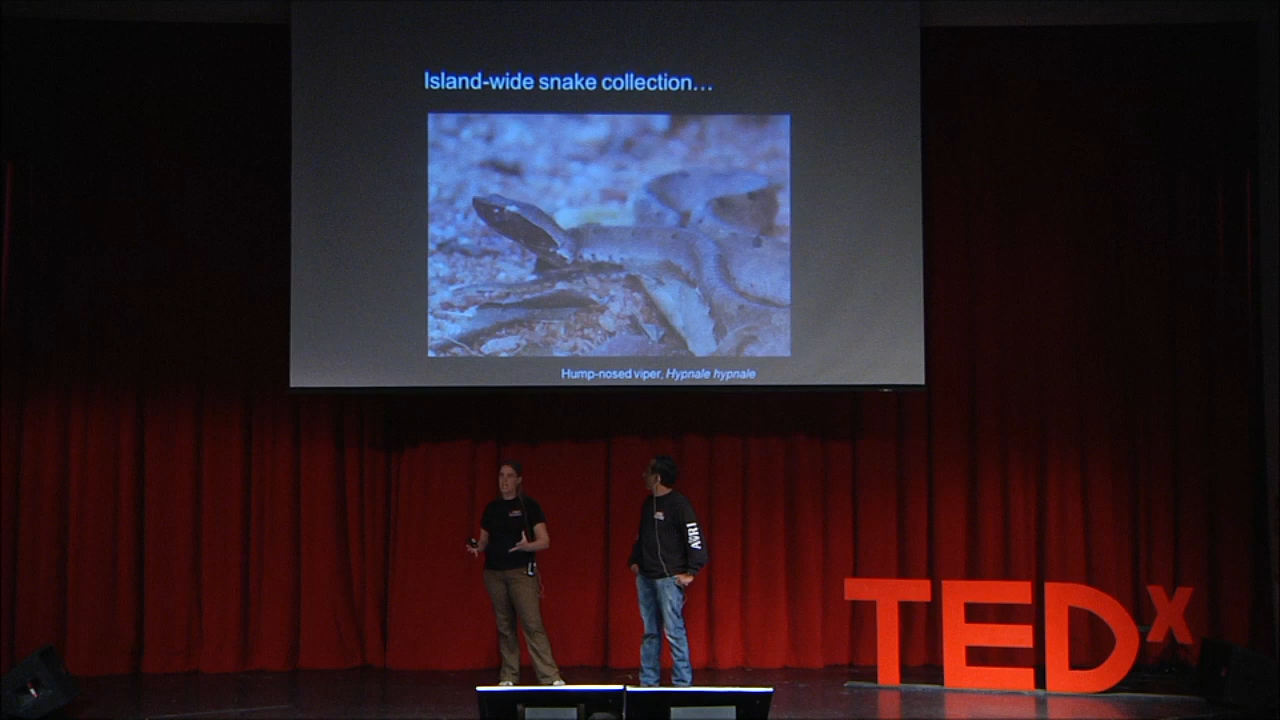 Island-wide snake collection...
Hump-nosed viper, Hypnale hypnale
TEDx